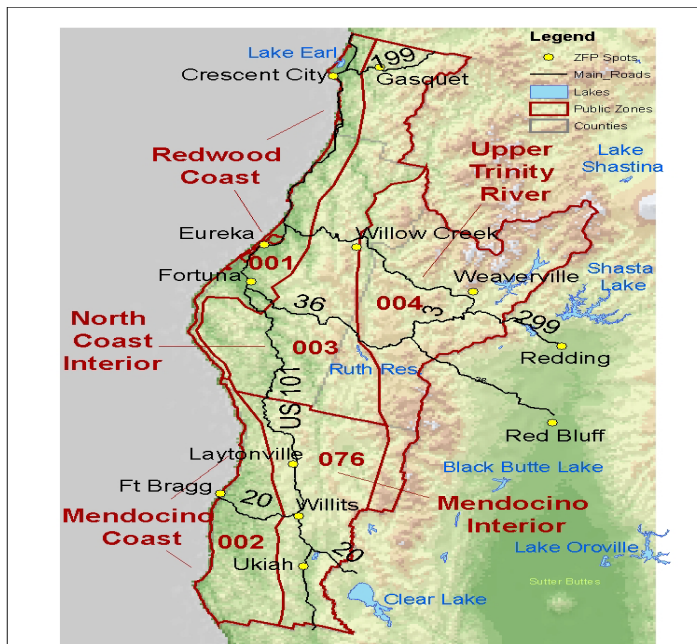 Legend
ZFP Spots
Main_Roads
Lakes
Public Zones
Counties
Lake Earl
199
Crescent City
Gasquet
Redwood
Coast
Upper
Trinity
River
Lake
Shastina
Eureka
Willow Creek
001
Fortuna
Weaverville
Shasta
Lake
36
004
3
299
North
Coast
Interior
003
Redding
Ruth Res
36
US 101
Red Bluff
Laytonville
076
Black Butte Lake
Ft Bragg
20
Willits
Mendocino
Coast
Mendocino
Interior
002
20
Ukiah
Lake Oroville
Sutter Buttes
Clear Lake